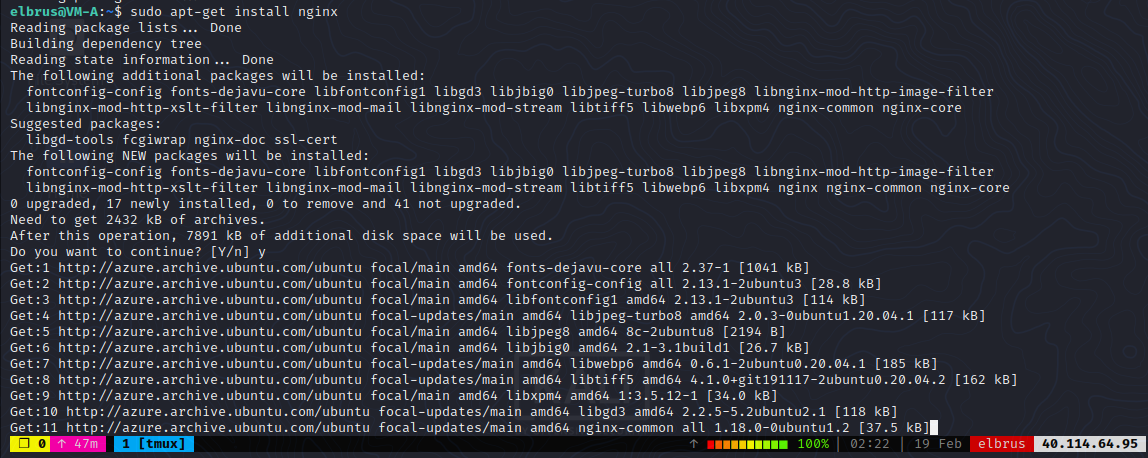 elbrus@VM-A:~$ sudo apt-get install nginx
Reading package lists... Done
Building dependency tree
Reading state information... Done
The following additional packages will be installed:
  fontconfig-config fonts-dejavu-core libfontconfig1 libgd3 libjbig0 libjpeg-turbo8 libjpeg8 libnginx-mod-http-image-filter
  libnginx-mod-http-xslt-filter libnginx-mod-mail libnginx-mod-stream libtiff5 libwebp6 libxpm4 nginx-common nginx-core
Suggested packages:
  libgd-tools fcgiwrap nginx-doc ssl-cert
The following NEW packages will be installed:
  fontconfig-config fonts-dejavu-core libfontconfig1 libgd3 libjbig0 libjpeg-turbo8 libjpeg8 libnginx-mod-http-image-filter
  libnginx-mod-http-xslt-filter libnginx-mod-mail libnginx-mod-stream libtiff5 libwebp6 libxpm4 nginx nginx-common nginx-core
0 upgraded, 17 newly installed, 0 to remove and 41 not upgraded.
Need to get 2432 kB of archives.
After this operation, 7891 kB of additional disk space will be used.
Do you want to continue? [Y/n] y
Get:1 http://azure.archive.ubuntu.com/ubuntu focal/main amd64 fonts-dejavu-core all 2.37-1 [1041 kB]
Get:2 http://azure.archive.ubuntu.com/ubuntu focal/main amd64 fontconfig-config all 2.13.1-2ubuntu3 [28.8 kB]
Get:3 http://azure.archive.ubuntu.com/ubuntu focal/main amd64 libfontconfig1 amd64 2.13.1-2ubuntu3 [114 kB]
Get:4 http://azure.archive.ubuntu.com/ubuntu focal-updates/main amd64 libjpeg-turbo8 amd64 2.0.3-0ubuntu1.20.04.1 [117 kB]
Get:5 http://azure.archive.ubuntu.com/ubuntu focal/main amd64 libjpeg8 amd64 8c-2ubuntu8 [2194 B]
Get:6 http://azure.archive.ubuntu.com/ubuntu focal/main amd64 libjbig0 amd64 2.1-3.1build1 [26.7 kB]
Get:7 http://azure.archive.ubuntu.com/ubuntu focal-updates/main amd64 libwebp6 amd64 0.6.1-2ubuntu0.20.04.1 [185 kB]
Get:8 http://azure.archive.ubuntu.com/ubuntu focal-updates/main amd64 libtiff5 amd64 4.1.0+git191117-2ubuntu0.20.04.2 [162 kB]
Get:9 http://azure.archive.ubuntu.com/ubuntu focal/main amd64 libxpm4 amd64 1:3.5.12-1 [34.0 kB]
Get:10 http://azure.archive.ubuntu.com/ubuntu focal-updates/main amd64 libgd3 amd64 2.2.5-5.2ubuntu2.1 [118 kB]
Get:11 http://azure.archive.ubuntu.com/ubuntu focal-updates/main amd64 nginx-common all 1.18.0-0ubuntu1.2 [37.5 kB]
❐ 0 ↑ 47m 1 [tmux] ↑ 100% | 02:22 | 19 Feb elbrus 40.114.64.95